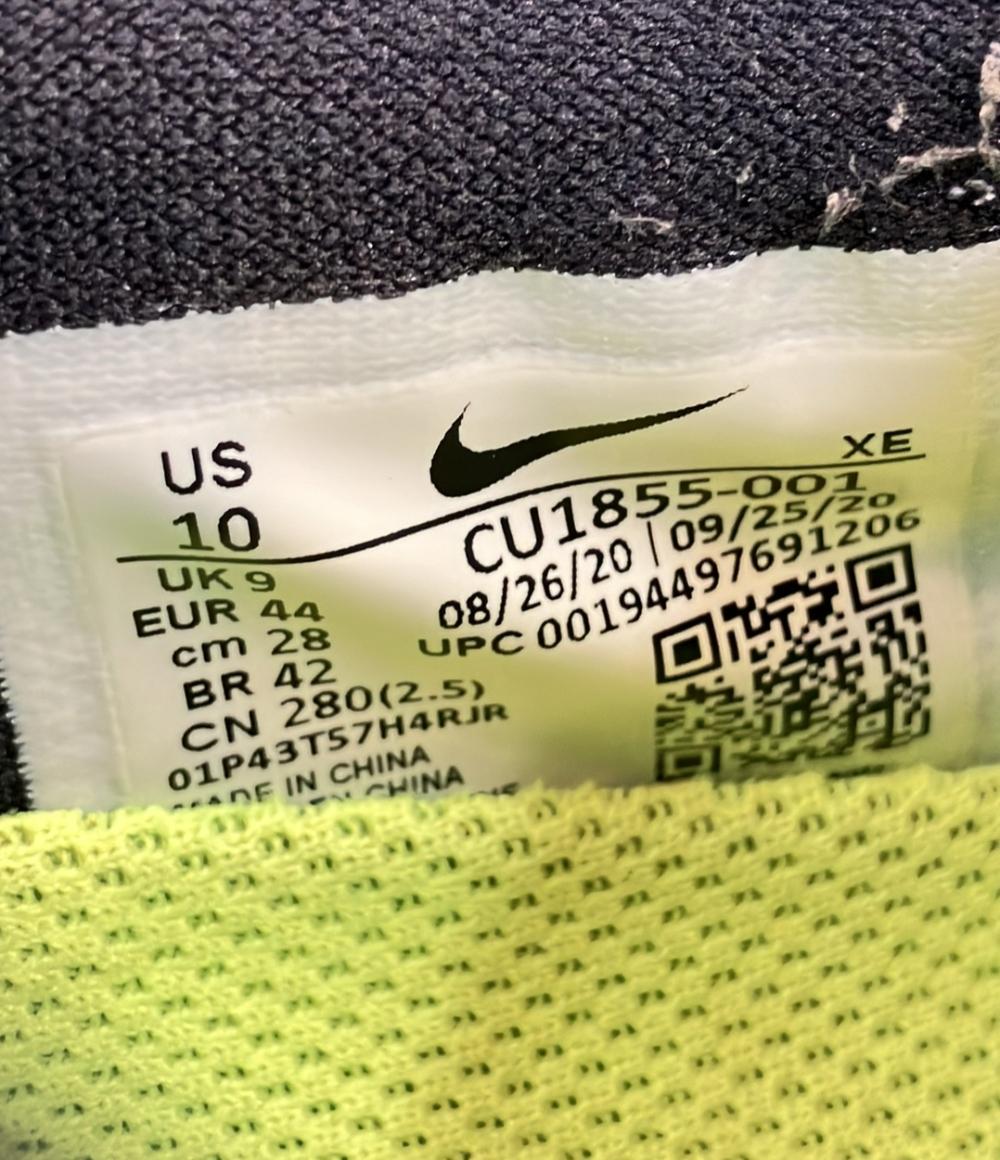 US
10
UK 9
EUR 44
cm 28
BR 42
CN 280(2.5)
01P43T57H4RJR
MADE IN CHINA
CHINA
XE
CU1855-001
08/26/20 | 09/25/20
UPC 00194497691206